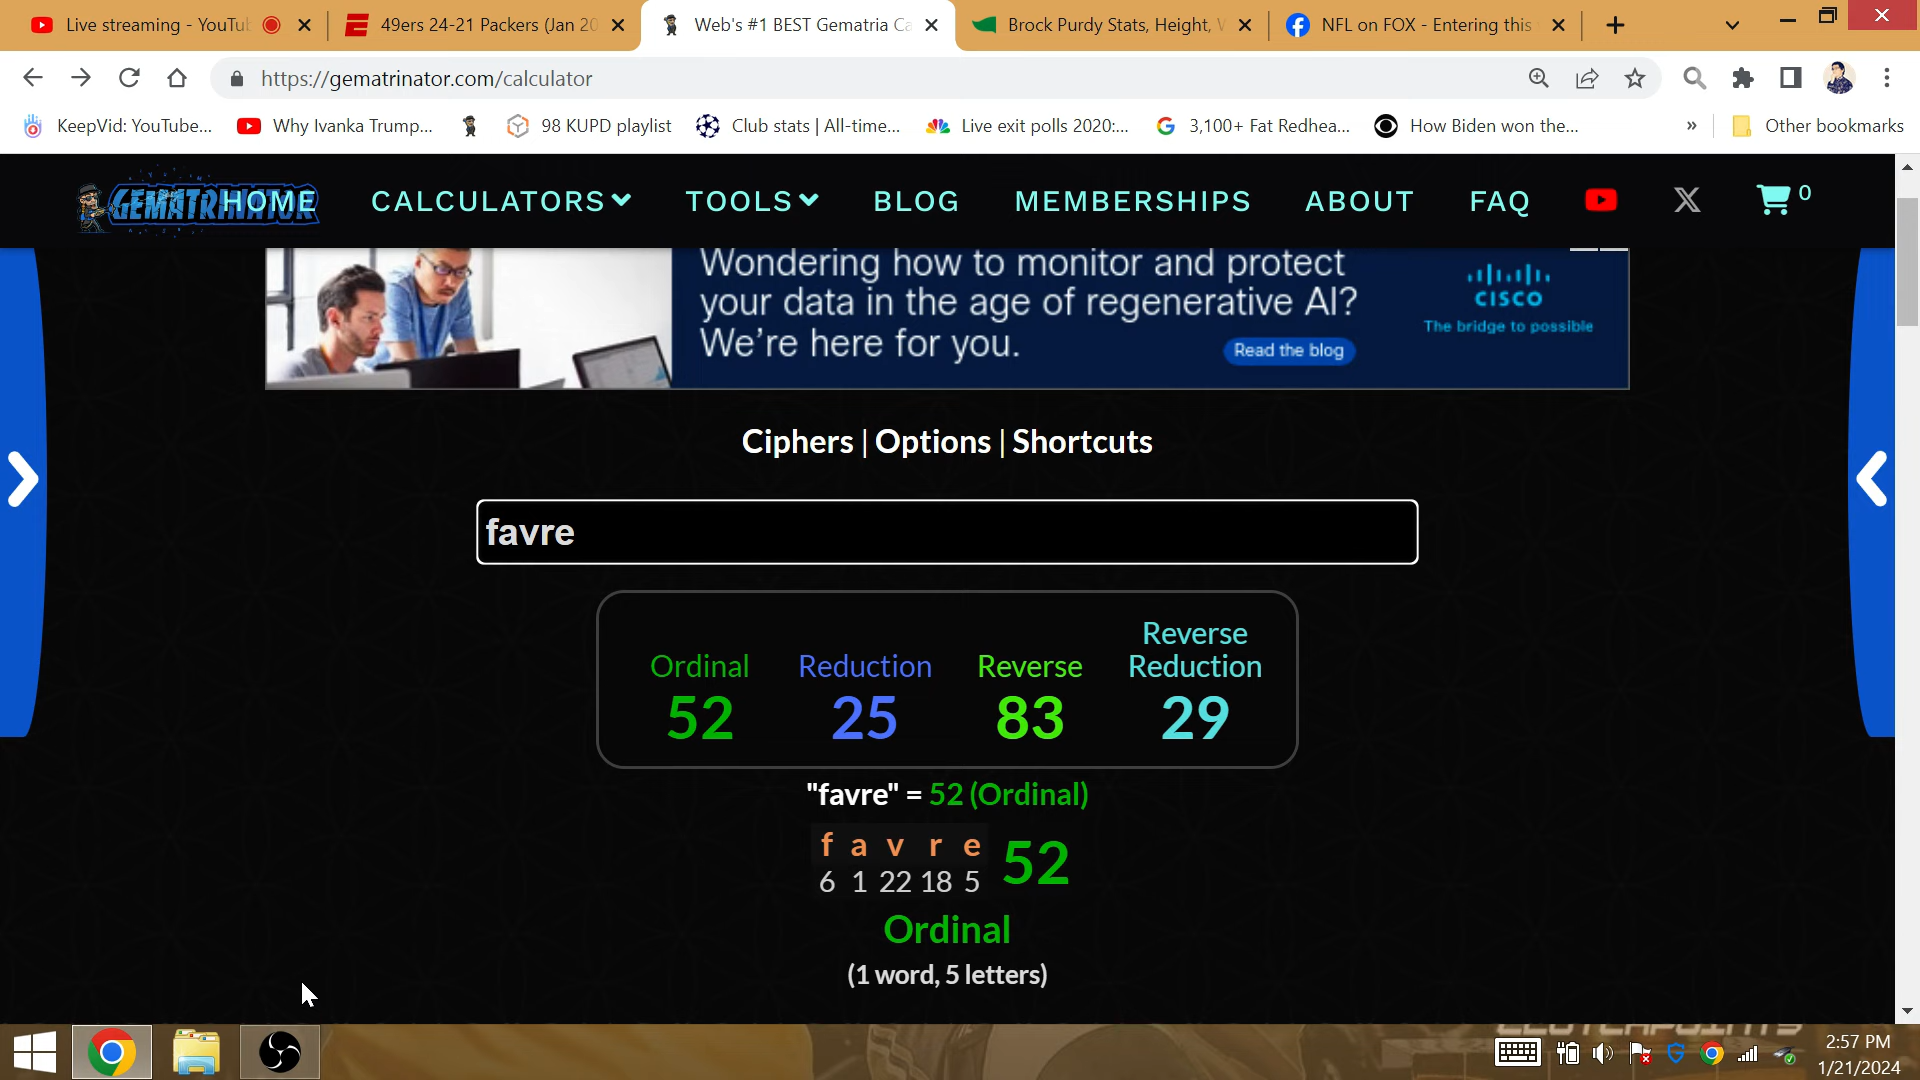 Live streaming - YouTu
49ers 24-21 Packers (Jan 20
Web's #1 BEST Gematria Ca
Brock Purdy Stats, Height, W
NFL on FOX - Entering this
https://gematrinator.com/calculator
KeepVid: YouTube...
Why Ivanka Trump...
98 KUPD playlist
Club stats | All-time...
Live exit polls 2020:...
3,100+ Fat Redhea...
How Biden won the...
»
Other bookmarks
GEMATRINATOR
HOME
CALCULATORS
TOOLS
BLOG
MEMBERSHIPS
ABOUT
FAQ
0
Wondering how to monitor and protect
your data in the age of regenerative AI?
We're here for you.
Read the blog
CISCO
The bridge to possible
Ciphers | Options | Shortcuts
favre
Ordinal
52
Reduction
25
Reverse
83
Reverse
Reduction
29
"favre" = 52 (Ordinal)
f a v r e 52
6 1 22 18 5
Ordinal
(1 word, 5 letters)
CLUTCHPOINTS
2:57 PM
1/21/2024